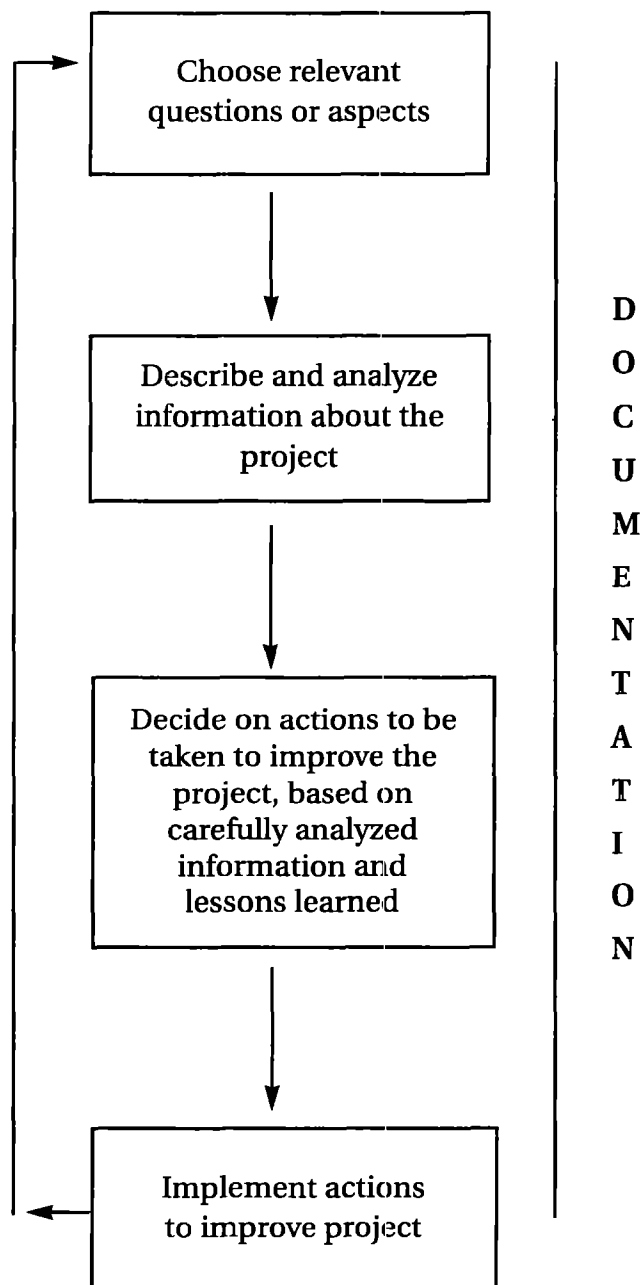 Choose relevant
questions or aspects
Describe and analyze
information about the
project
Decide on actions to be
taken to improve the
project, based on
carefully analyzed
information and
lessons learned
Implement actions
to improve project
D
O
C
U
M
E
N
T
A
T
I
O
N